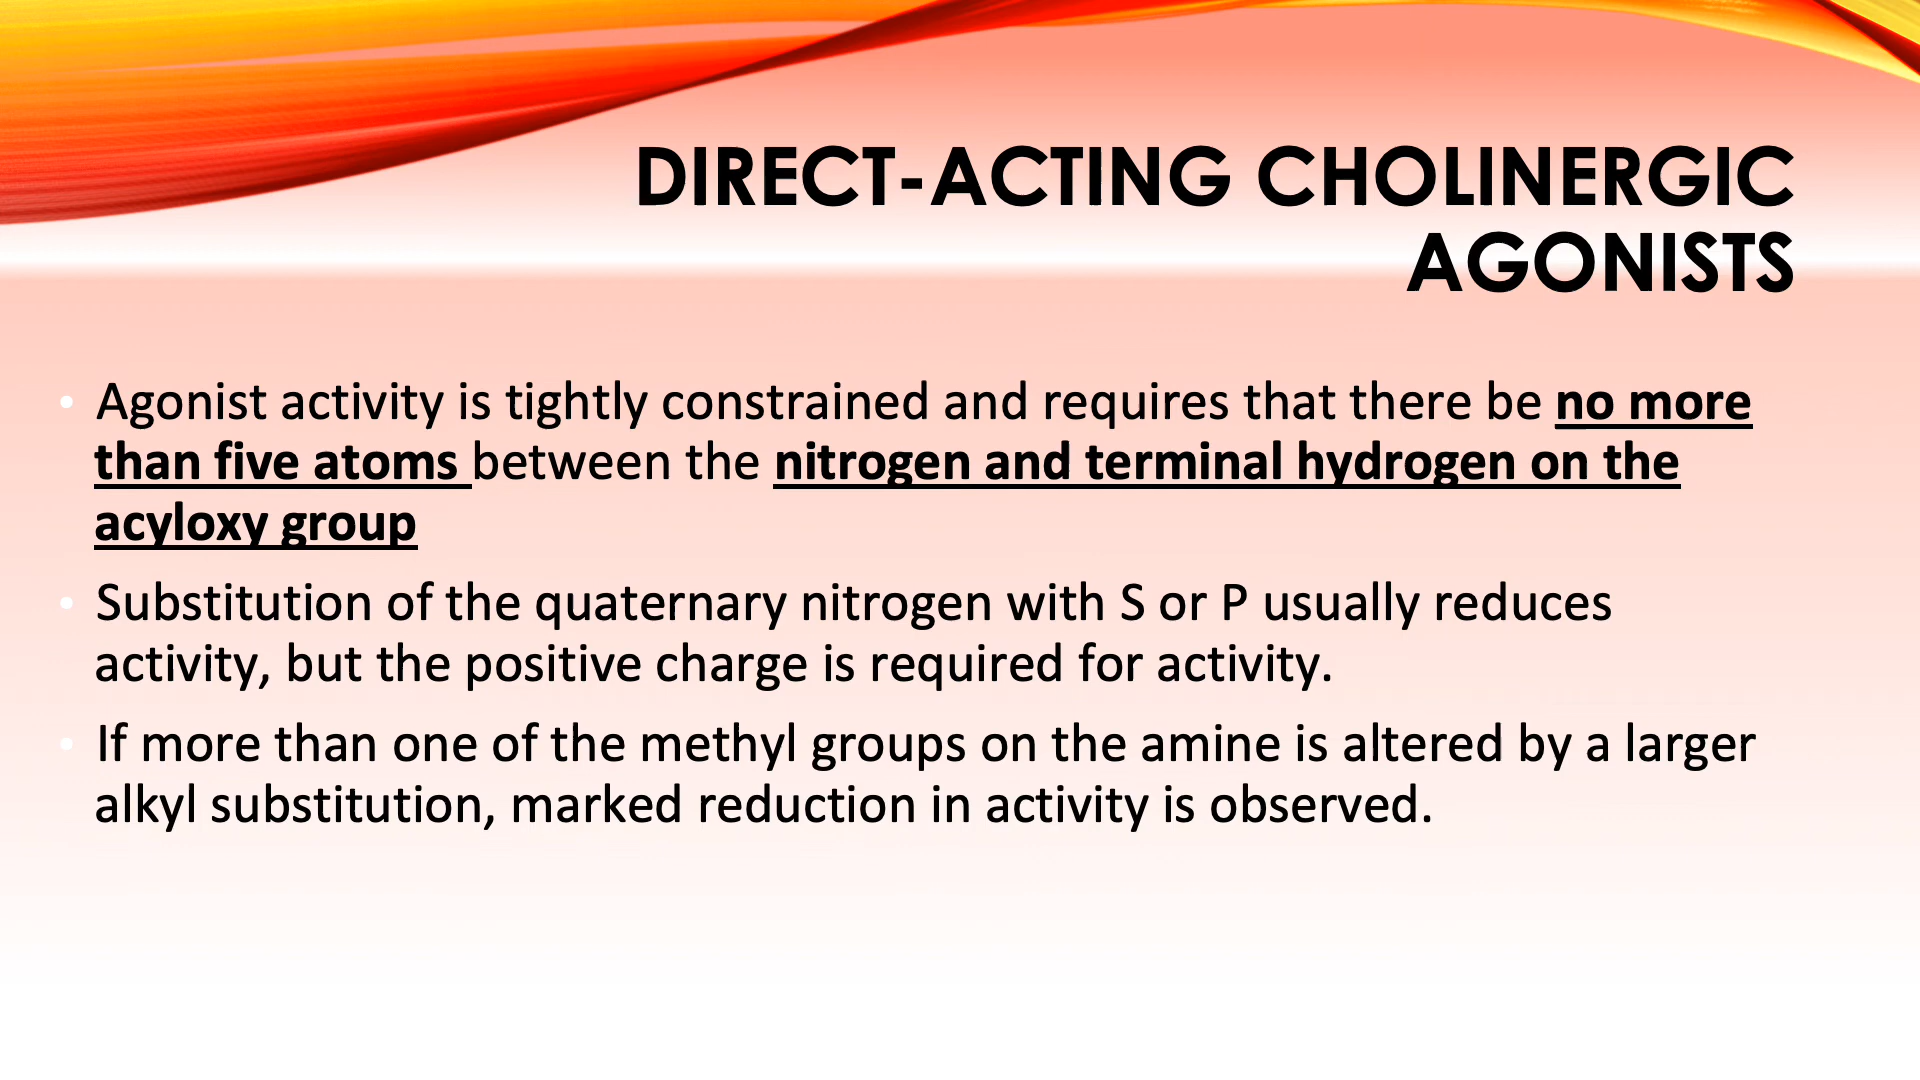 DIRECT-ACTING CHOLINERGIC
AGONISTS
• Agonist activity is tightly constrained and requires that there be no more
than five atoms between the nitrogen and terminal hydrogen on the
acyloxy group
• Substitution of the quaternary nitrogen with S or P usually reduces
activity, but the positive charge is required for activity.
• If more than one of the methyl groups on the amine is altered by a larger
alkyl substitution, marked reduction in activity is observed.